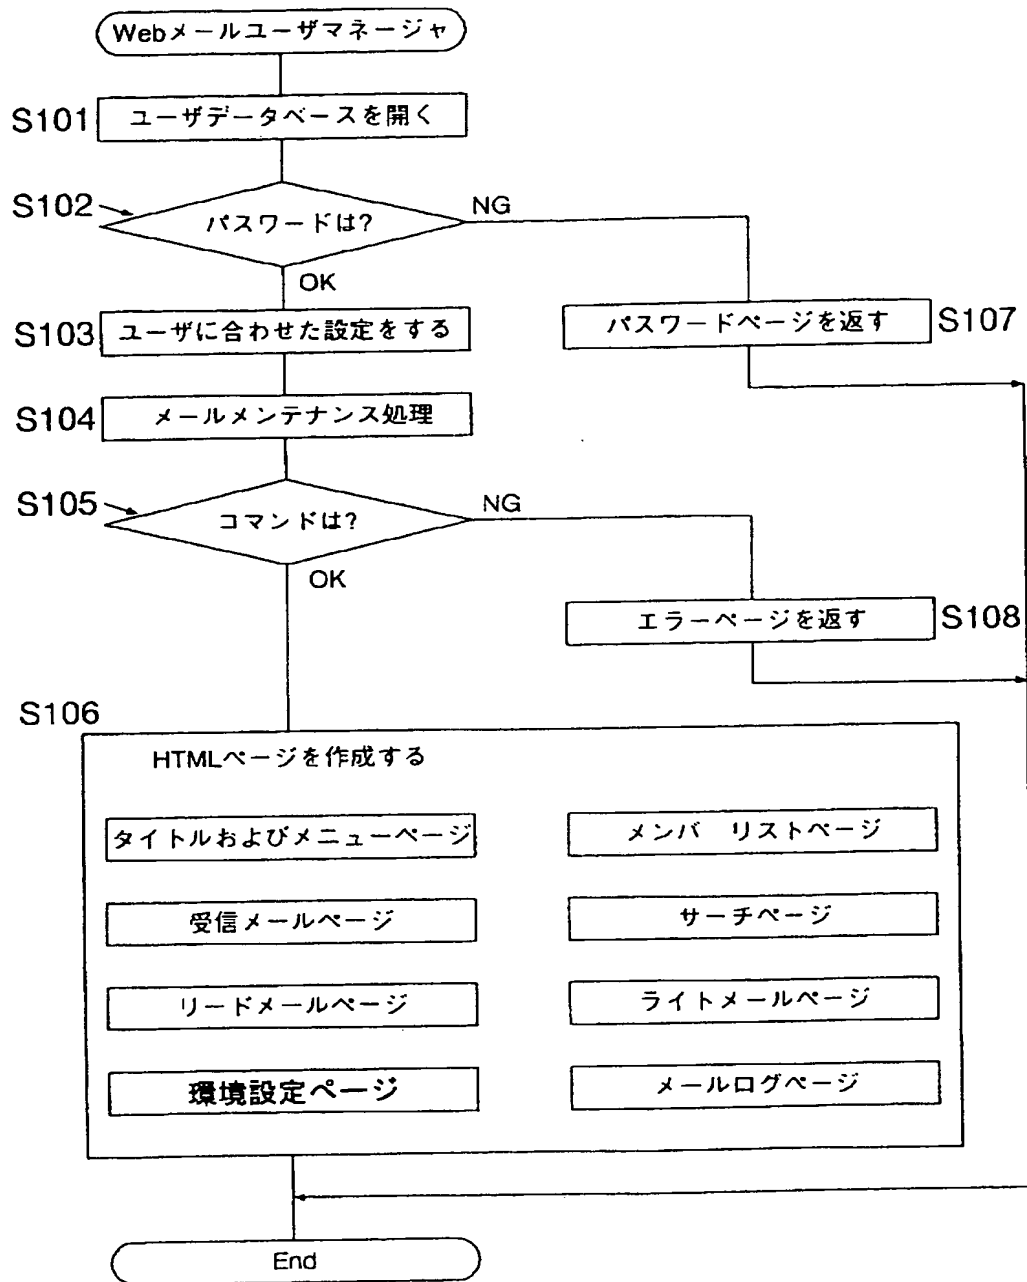 Webメールユーザマネージャ
S101
ユーザデータベースを開く
S102
パスワードは?
NG
OK
S103
ユーザに合わせた設定をする
パスワードページを返す
S107
S104
メールメンテナンス処理
S105
コマンドは?
NG
OK
エラーページを返す
S108
S106
HTMLページを作成する
タイトルおよびメニューページ
メンバ リストページ
受信メールページ
サーチページ
リードメールページ
ライトメールページ
環境設定ページ
メールログページ
End